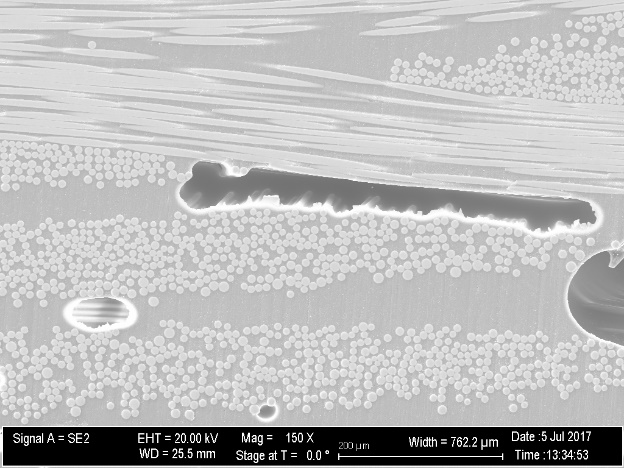 Signal A = SE2 EHT = 20.00 kV Mag = 150 X 200 µm Width = 762.2 µm Date :5 Jul 2017
WD = 25.5 mm Stage at T = 0.0 ° Time :13:34:53